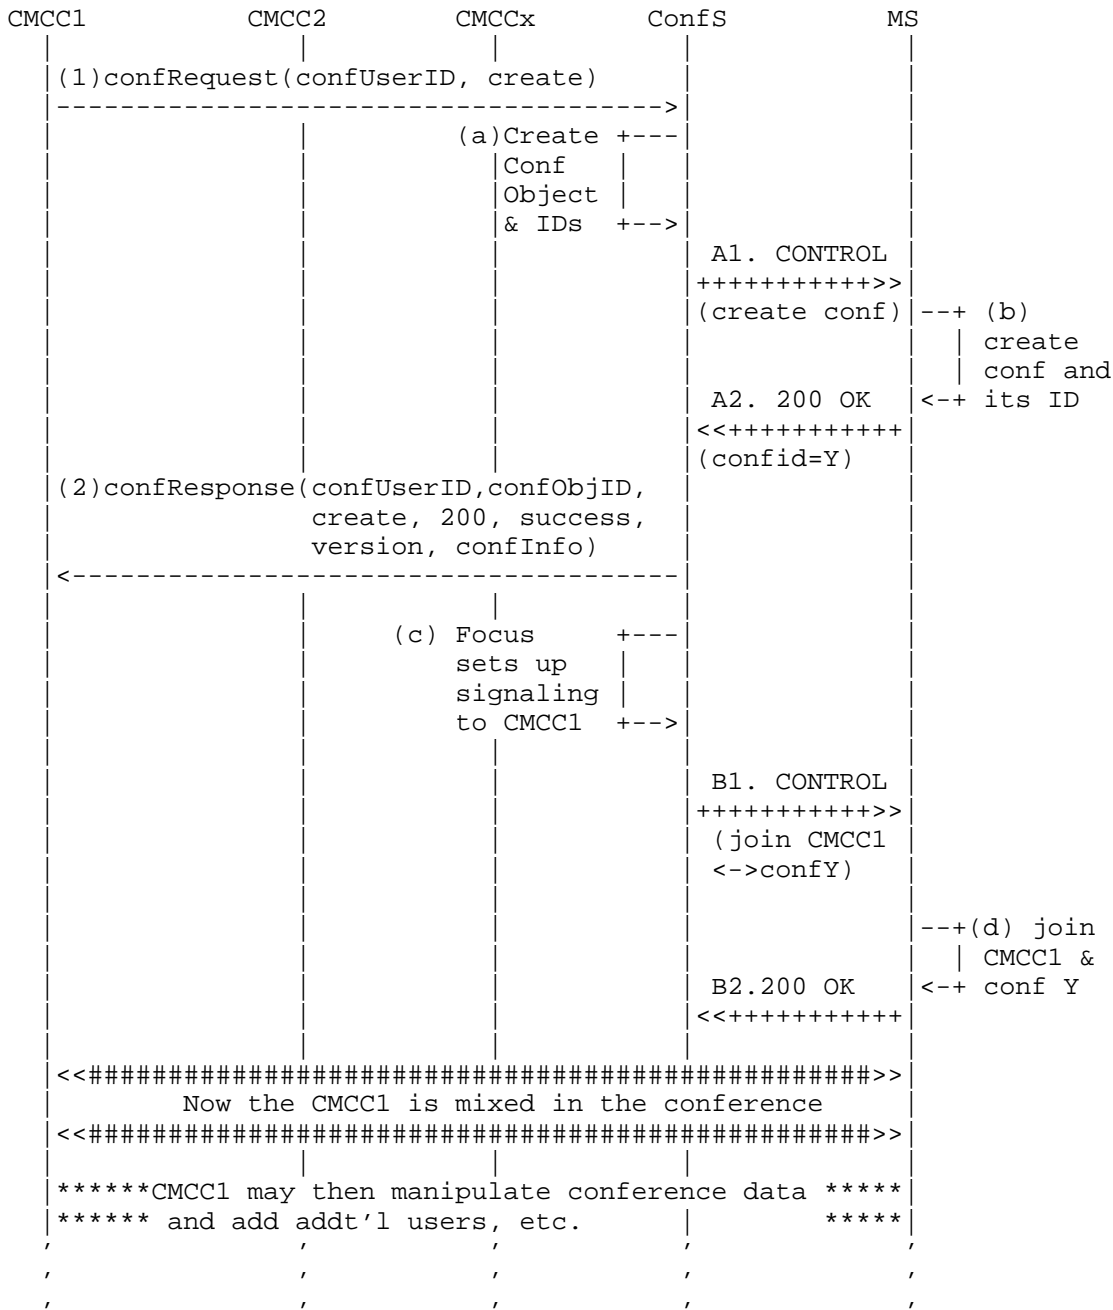 CMCC1 CMCC2 CMCCx ConfS MS
(1)confRequest(confUserID, create)
(a)Create
Conf
Object
& IDs
A1. CONTROL
(create conf)
(b)
create
conf and
its ID
A2. 200 OK
(confid=Y)
(2)confResponse(confUserID,confObjID,
create, 200, success,
version, confInfo)
(c) Focus
sets up
signaling
to CMCC1
B1. CONTROL
(join CMCC1
<->confY)
(d) join
CMCC1 &
conf Y
B2.200 OK
Now the CMCC1 is mixed in the conference
******CMCC1 may then manipulate conference data *****
****** and add addt'l users, etc. *****